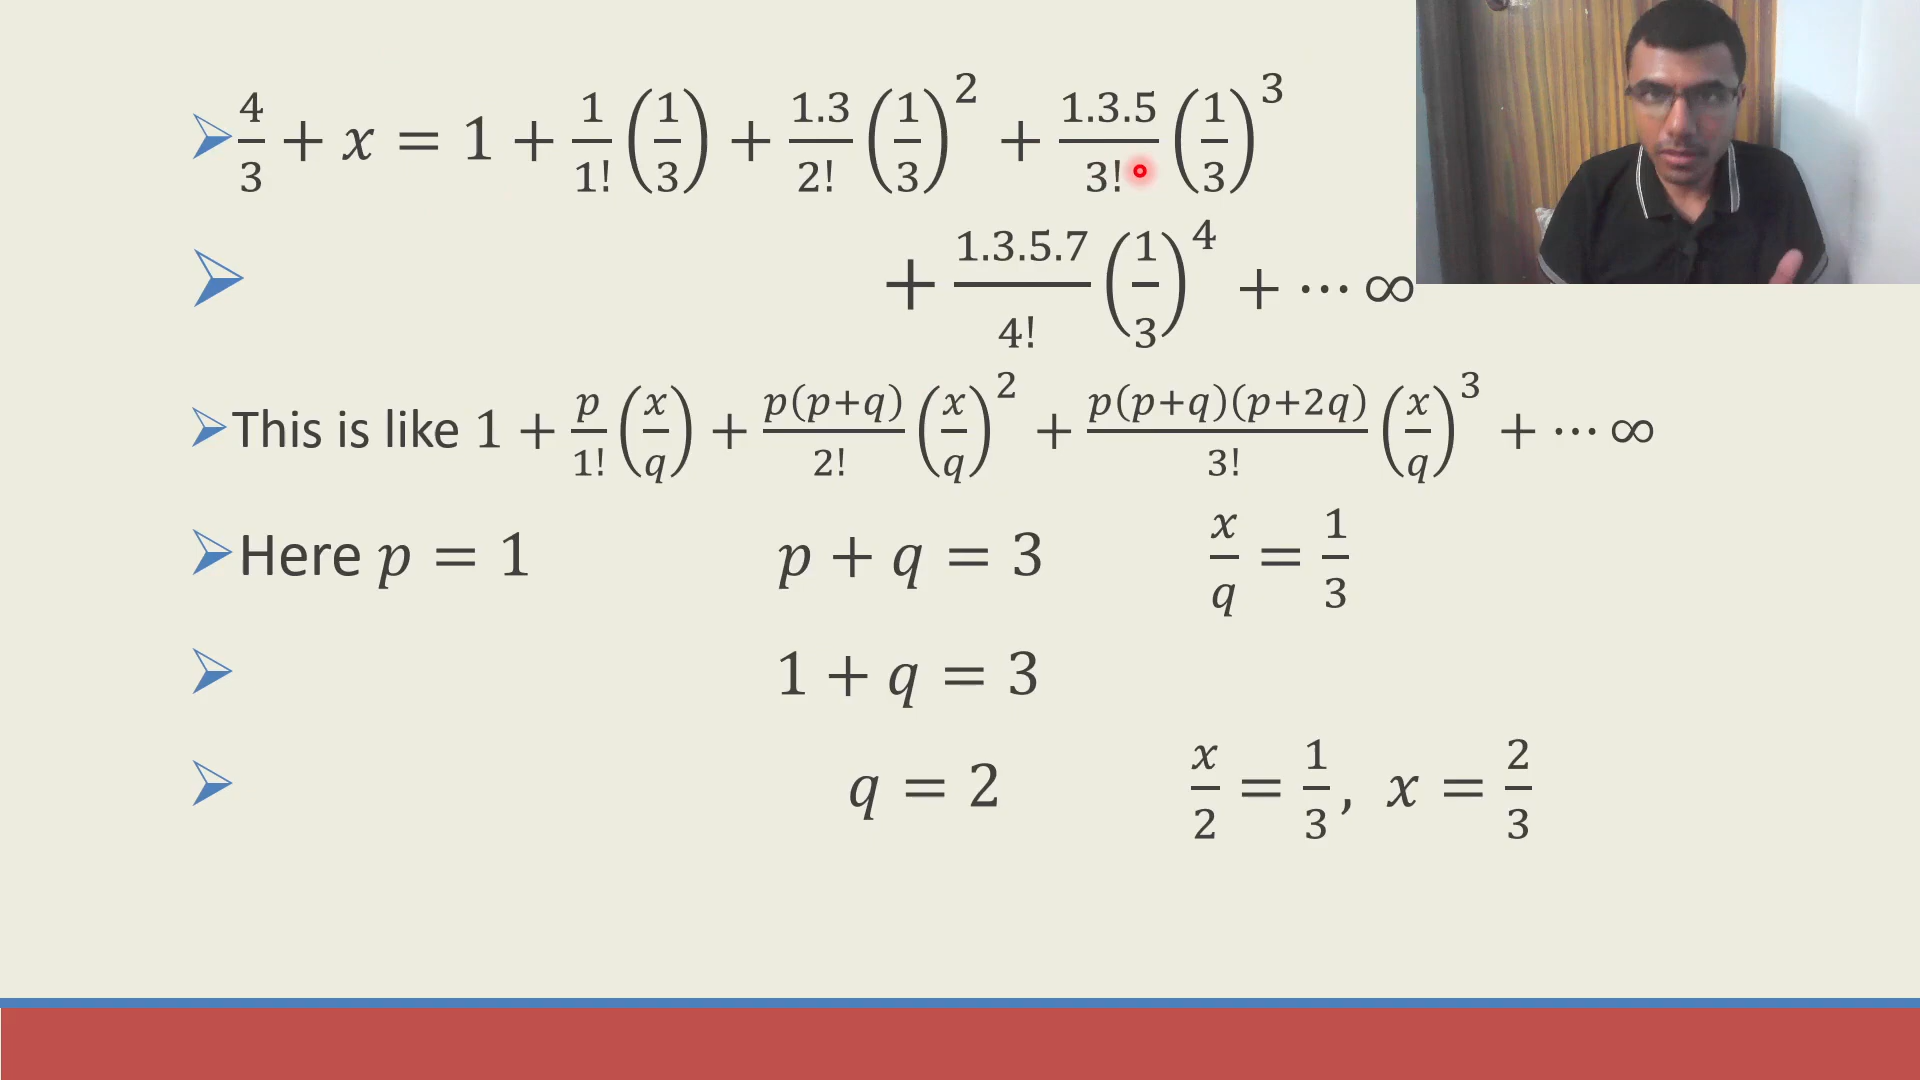 4/3 + x = 1 + 1/1! (1/3) + 1.3/2! (1/3)² + 1.3.5/3! (1/3)³
+ 1.3.5.7/4! (1/3)⁴ + ⋯ ∞
This is like 1 + p/1! (x/q) + p(p+q)/2! (x/q)² + p(p+q)(p+2q)/3! (x/q)³ + ⋯ ∞
Here p = 1 p + q = 3 x/q = 1/3
1 + q = 3
q = 2 x/2 = 1/3, x = 2/3